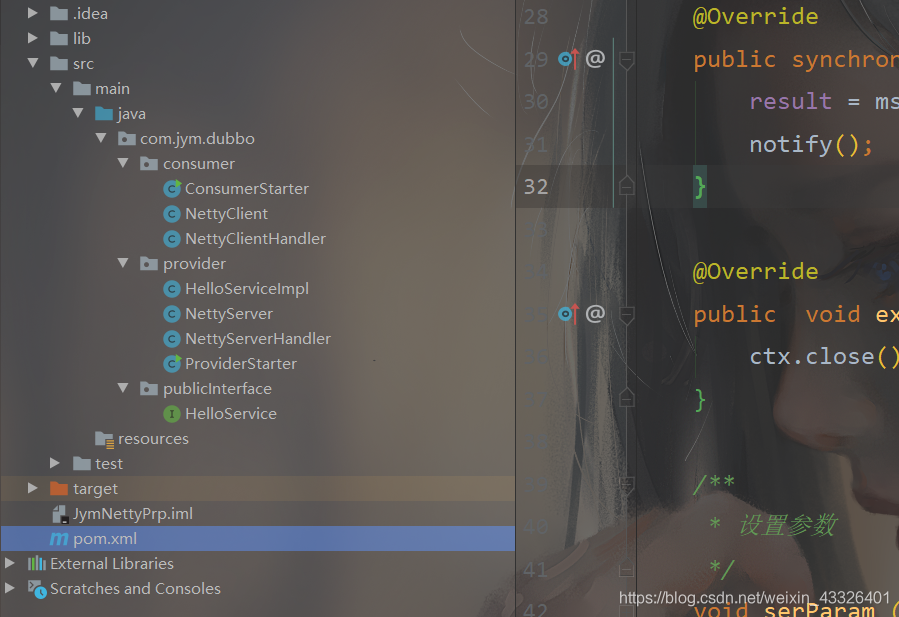 .idea
lib
src
main
java
com.jym.dubbo
consumer
ConsumerStarter
NettyClient
NettyClientHandler
provider
HelloServiceImpl
NettyServer
NettyServerHandler
ProviderStarter
publicInterface
HelloService
resources
test
target
JymNettyPrp.iml
pom.xml
External Libraries
Scratches and Consoles
28 @Override
29 @ public synchron
30 result = ms
31 notify();
32 }
@Override
@ public void ex
ctx.close()
}
/**
* 设置参数
41 */
42 void serParam (
https://blog.csdn.net/weixin_43326401